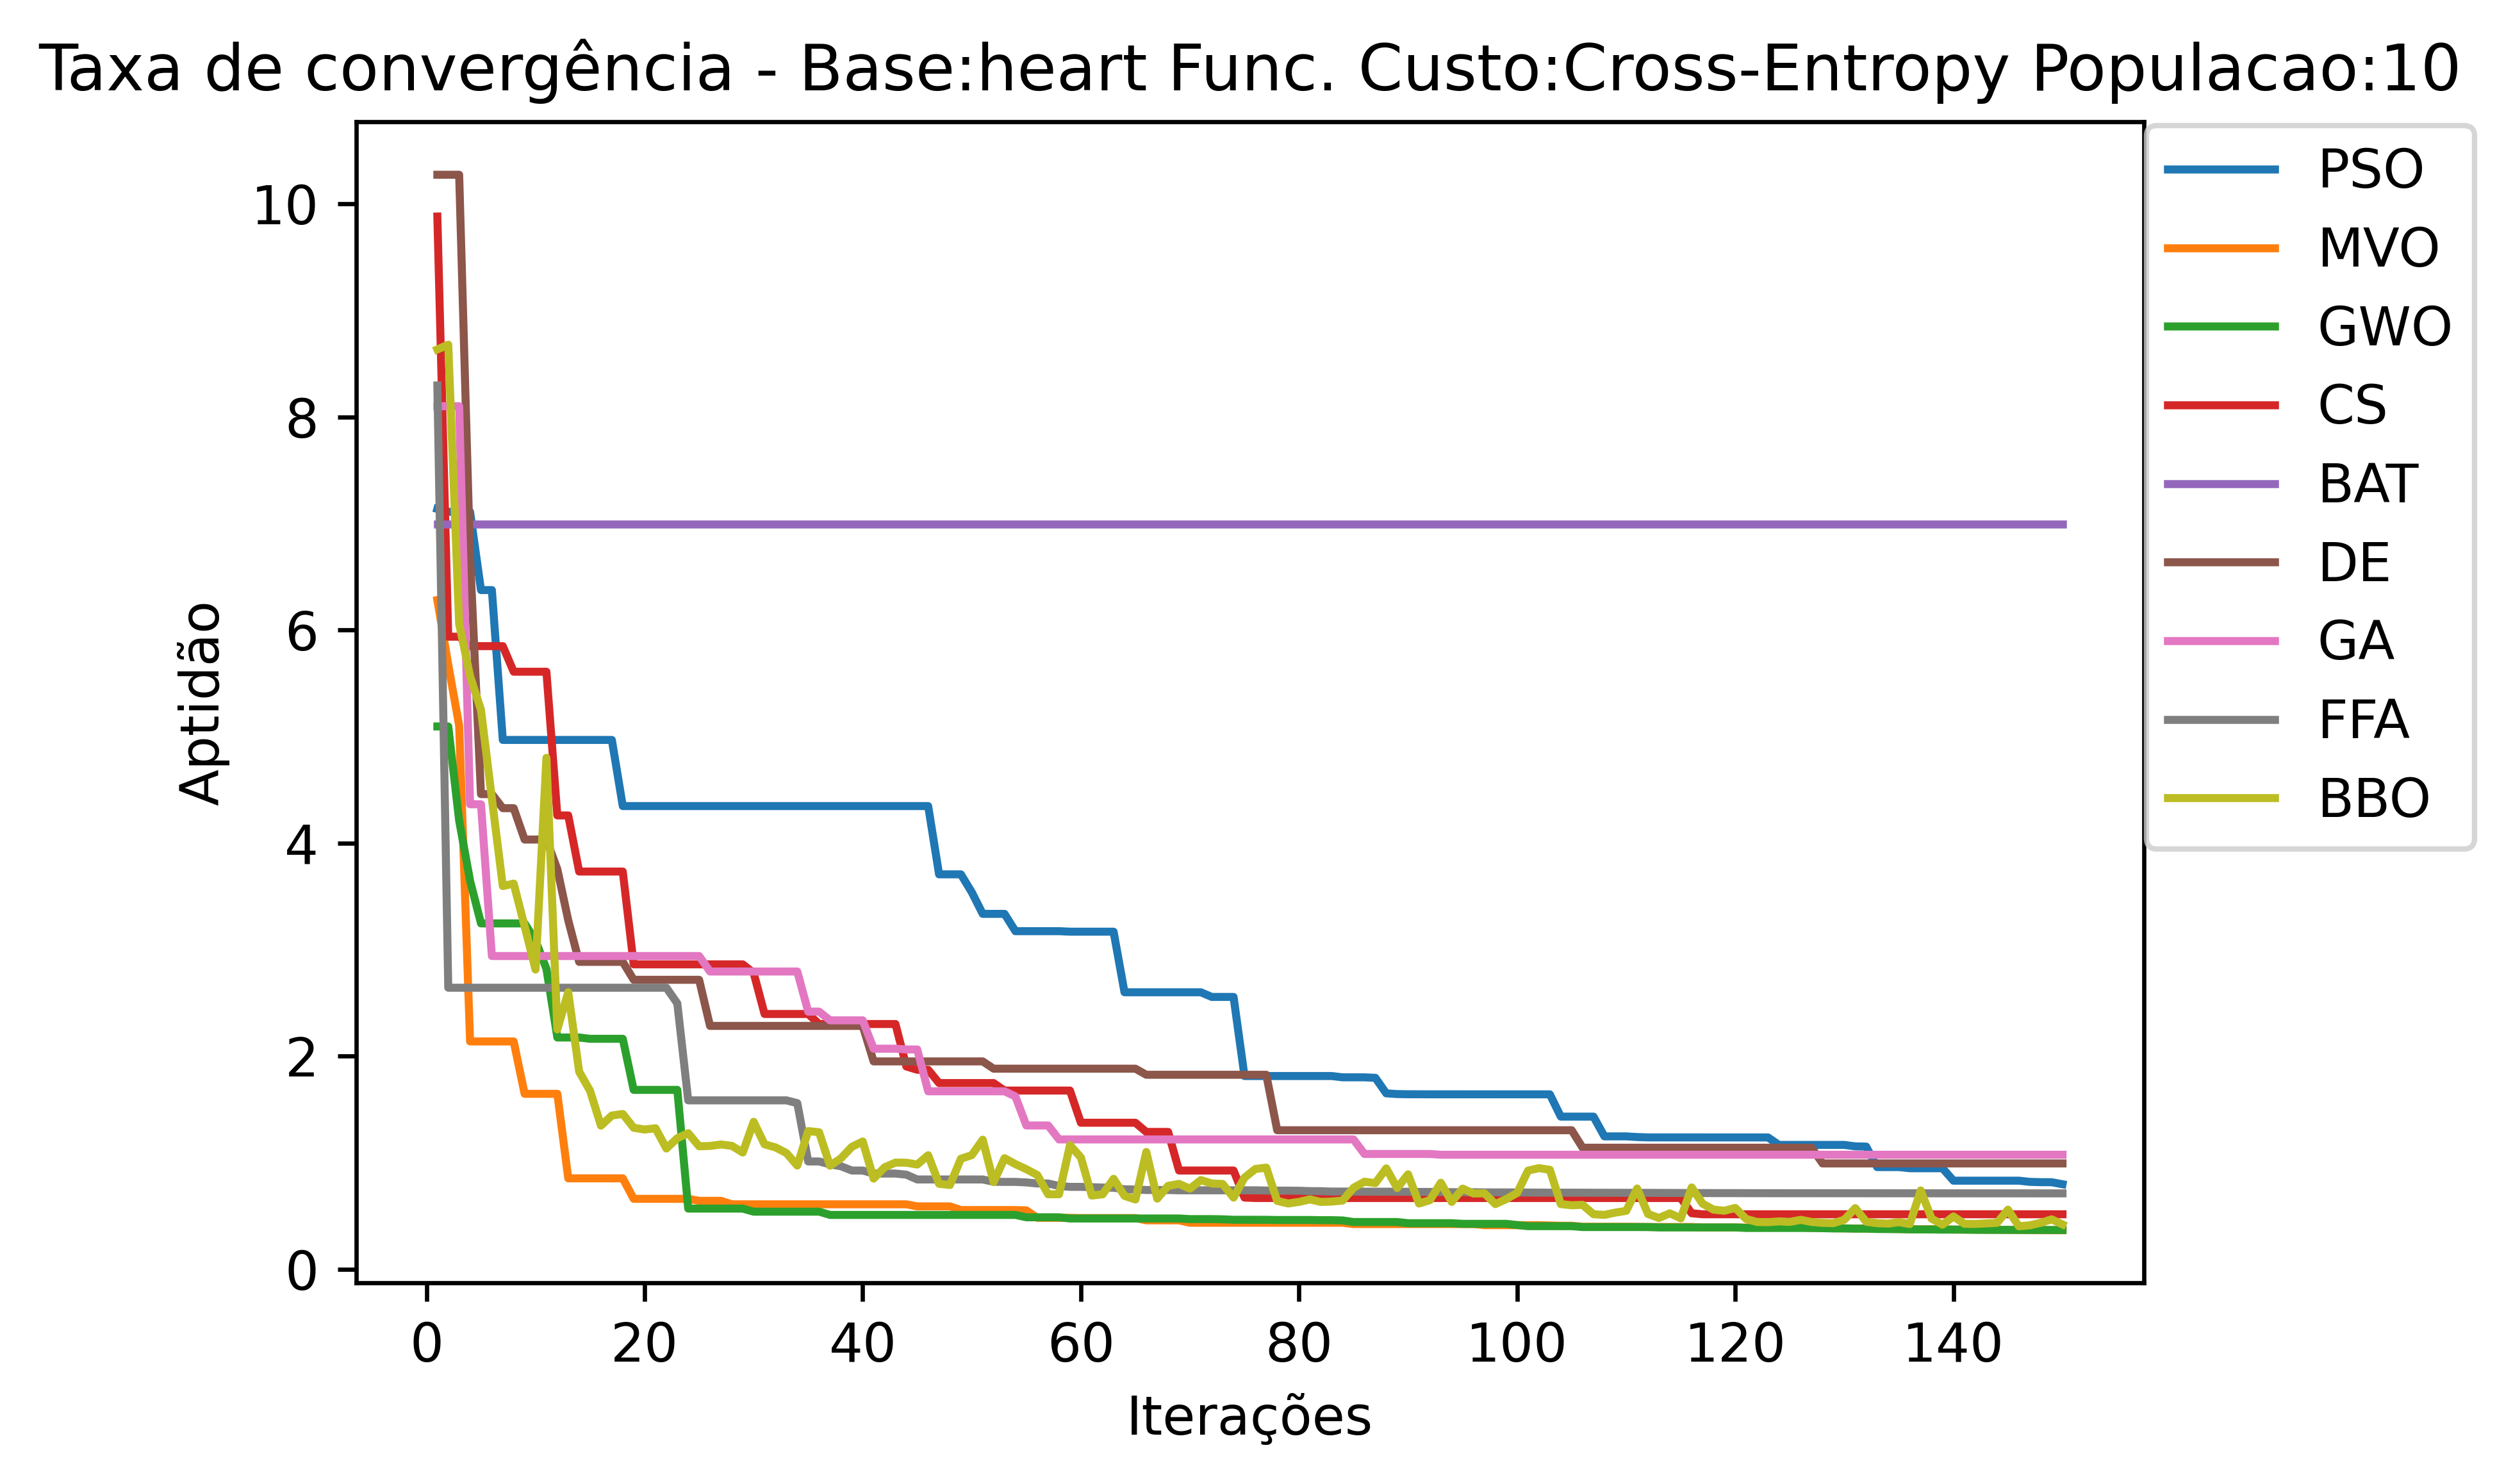 Taxa de convergência - Base:heart Func. Custo:Cross-Entropy Populacao:10
PSO
MVO
GWO
CS
BAT
DE
GA
FFA
BBO
Aptidão
10
8
6
4
2
0
0 20 40 60 80 100 120 140
Iterações